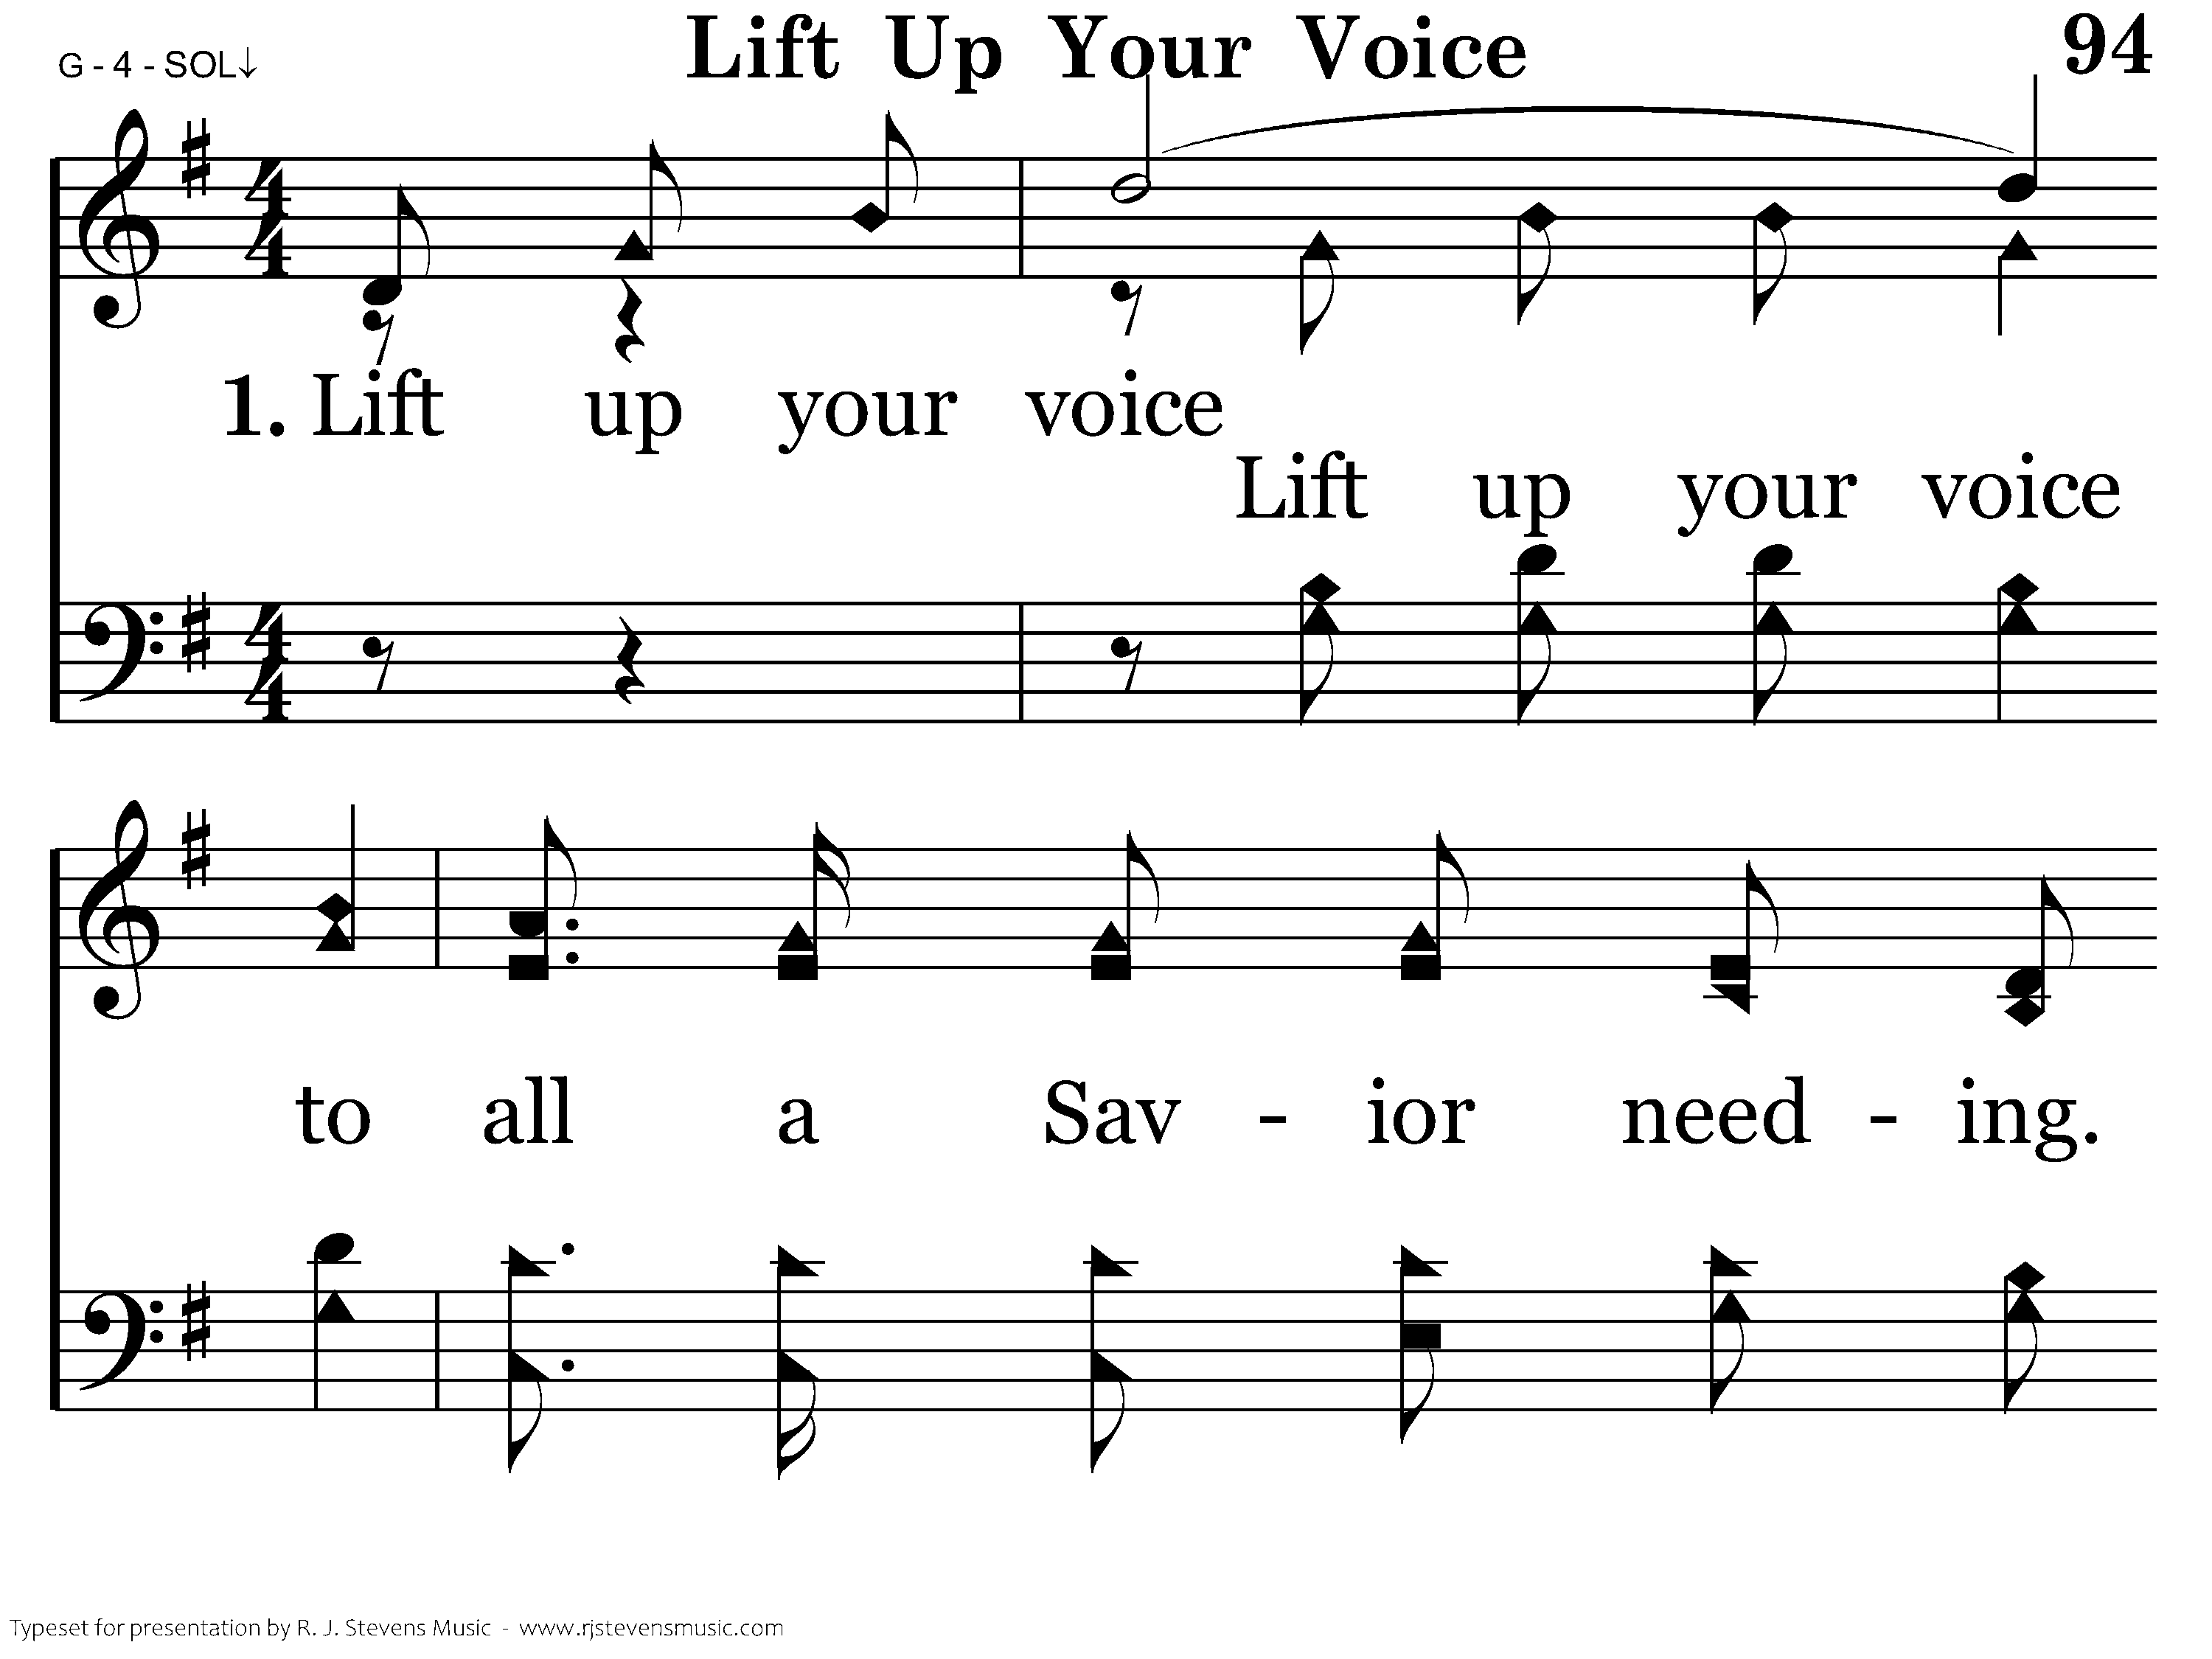 Lift Up Your Voice
94
G - 4 - SOL↓
1. Lift up your voice
Lift up your voice
to all a Sav - ior need - ing.
Typeset for presentation by R. J. Stevens Music - www.rjstevensmusic.com